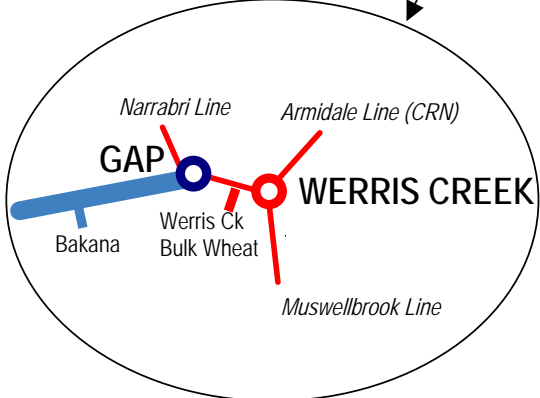 Narrabri Line
Armidale Line (CRN)
GAP
WERRIS CREEK
Werris Ck
Bulk Wheat
Bakana
Muswellbrook Line